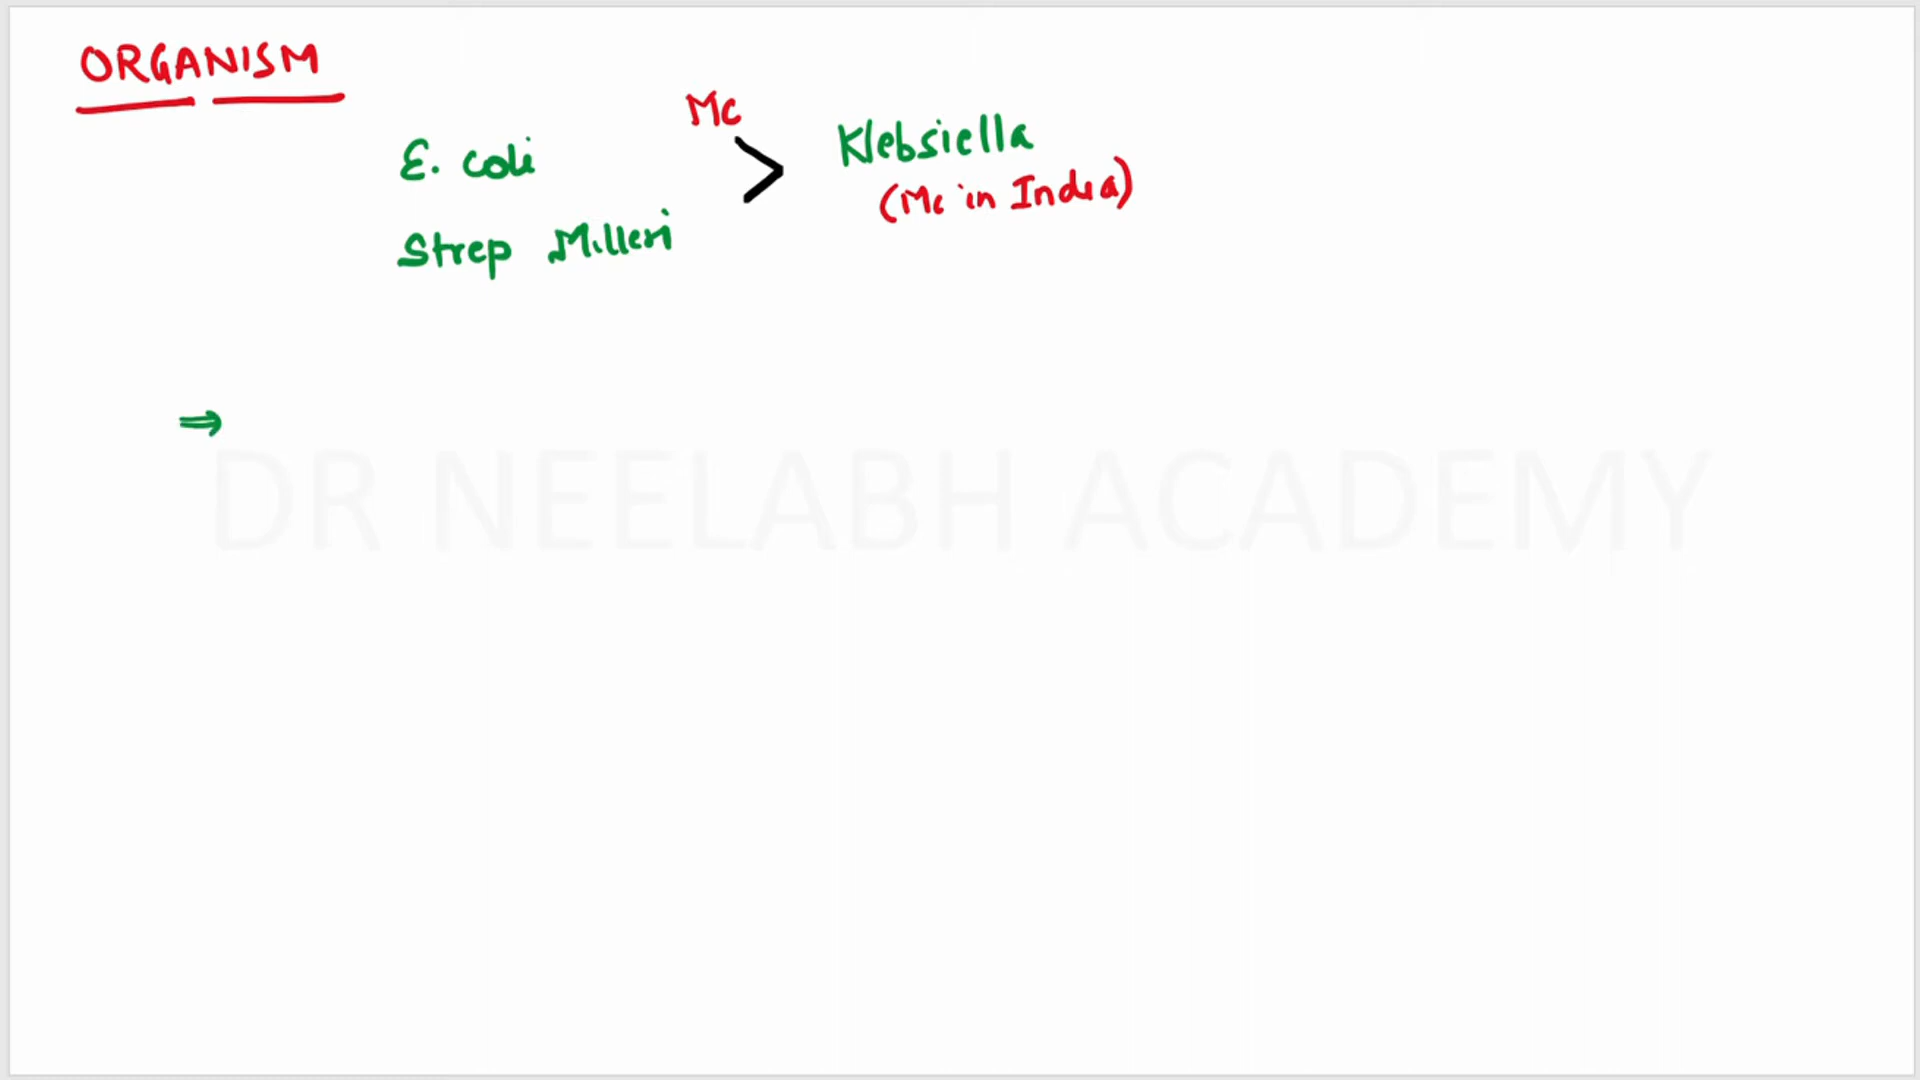 ORGANISM
Mc
E. coli > Klebsiella
(Mc in India)
Strep Milleri
⇒
DR NEELABH ACADEMY